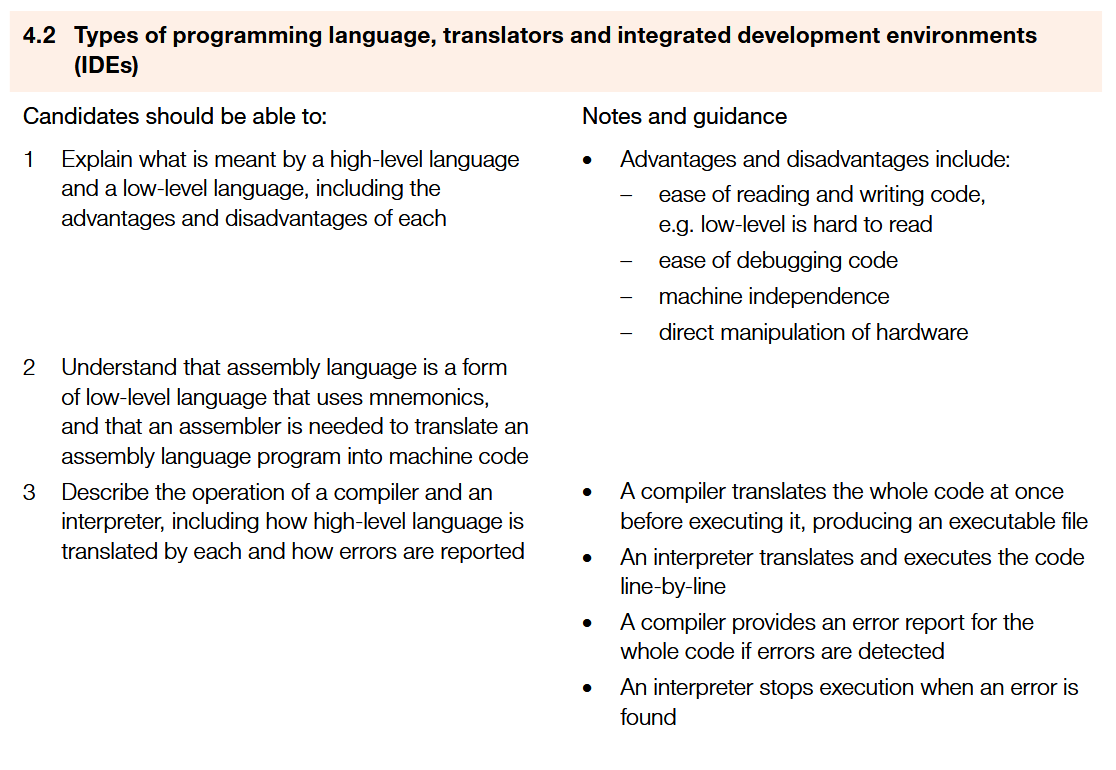 4.2 Types of programming language, translators and integrated development environments
(IDEs)
Candidates should be able to:
Notes and guidance
1 Explain what is meant by a high-level language
and a low-level language, including the
advantages and disadvantages of each
• Advantages and disadvantages include:
– ease of reading and writing code,
e.g. low-level is hard to read
– ease of debugging code
– machine independence
– direct manipulation of hardware
2 Understand that assembly language is a form
of low-level language that uses mnemonics,
and that an assembler is needed to translate an
assembly language program into machine code
3 Describe the operation of a compiler and an
interpreter, including how high-level language is
translated by each and how errors are reported
• A compiler translates the whole code at once
before executing it, producing an executable file
• An interpreter translates and executes the code
line-by-line
• A compiler provides an error report for the
whole code if errors are detected
• An interpreter stops execution when an error is
found